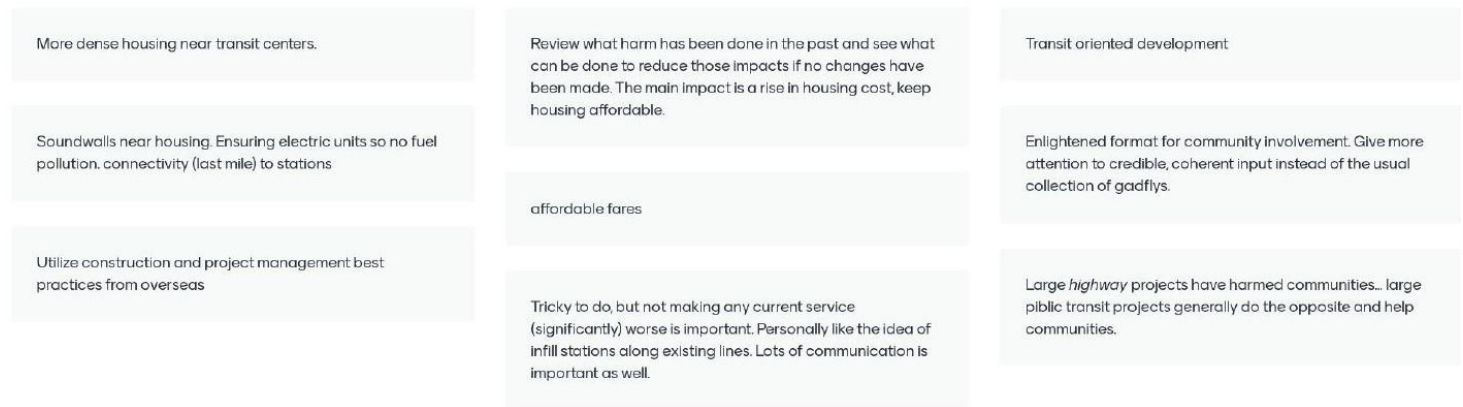 More dense housing near transit centers.
Soundwalls near housing. Ensuring electric units so no fuel
pollution. connectivity (last mile) to stations
Utilize construction and project management best
practices from overseas
Review what harm has been done in the past and see what
can be done to reduce those impacts if no changes have
been made. The main impact is a rise in housing cost, keep
housing affordable.
affordable fares
Tricky to do, but not making any current service
(significantly) worse is important. Personally like the idea of
infill stations along existing lines. Lots of communication is
important as well.
Transit oriented development
Enlightened format for community involvement. Give more
attention to credible, coherent input instead of the usual
collection of gadflys.
Large highway projects have harmed communities... large
piblic transit projects generally do the opposite and help
communities.